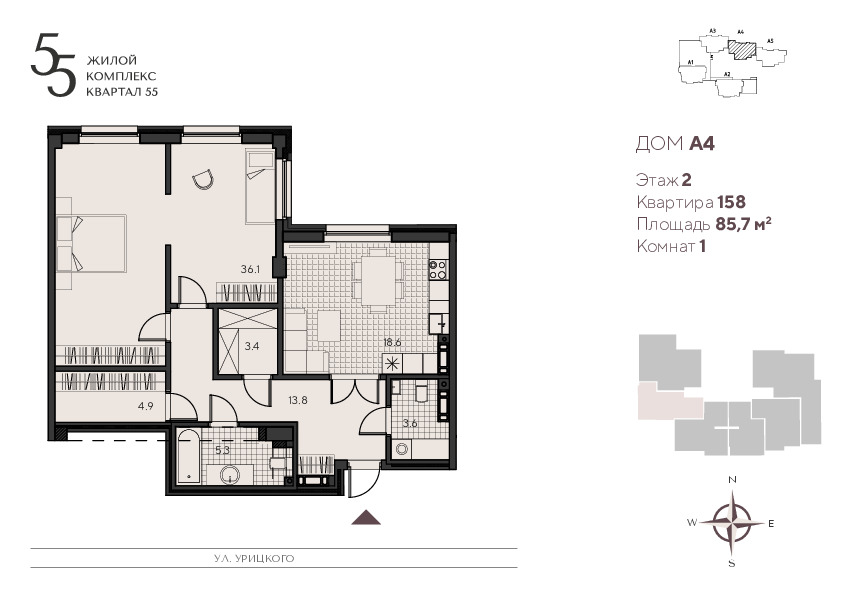 55
ЖИЛОЙ
КОМПЛЕКС
КВАРТАЛ 55
A3
A4
A5
A1
A2
ДОМ A4
Этаж 2
Квартира 158
Площадь 85,7 м²
Комнат 1
36.1
18.6
3.4
4.9
13.8
3.6
5.3
N
W
E
S
УЛ. УРИЦКОГО